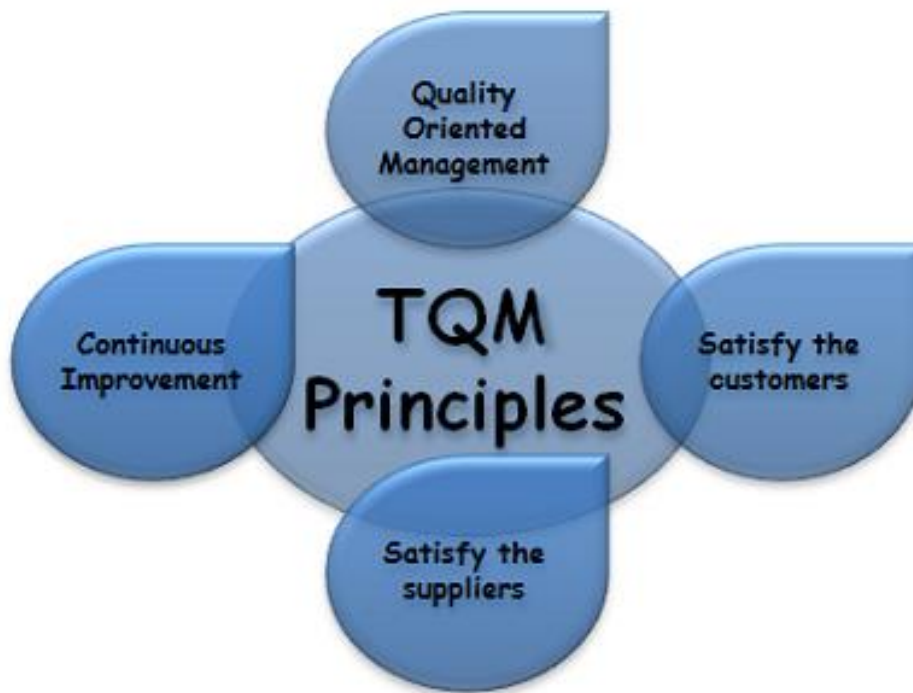 Quality
Oriented
Management
TQM
Principles
Continuous
Improvement
Satisfy the
customers
Satisfy the
suppliers